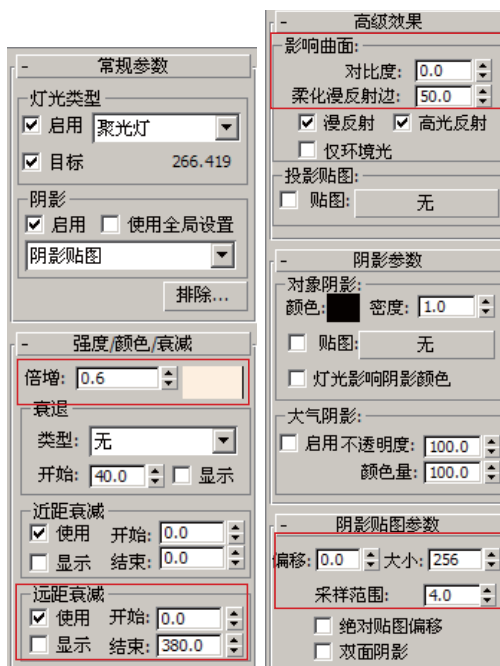 - 常规参数
灯光类型
启用 聚光灯
目标 266.419
阴影
启用 使用全局设置
阴影贴图
排除...
- 强度/颜色/衰减
倍增: 0.6
衰退
类型: 无
开始: 40.0 显示
近距衰减
使用 开始: 0.0
显示 结束: 0.0
远距衰减
使用 开始: 0.0
显示 结束: 380.0
- 高级效果
影响曲面:
对比度: 0.0
柔化漫反射边: 50.0
漫反射 高光反射
仅环境光
投影贴图:
贴图: 无
- 阴影参数
对象阴影:
颜色: 密度: 1.0
贴图: 无
灯光影响阴影颜色
大气阴影:
启用不透明度: 100.0
颜色量: 100.0
- 阴影贴图参数
偏移: 0.0 大小: 256
采样范围: 4.0
绝对贴图偏移
双面阴影